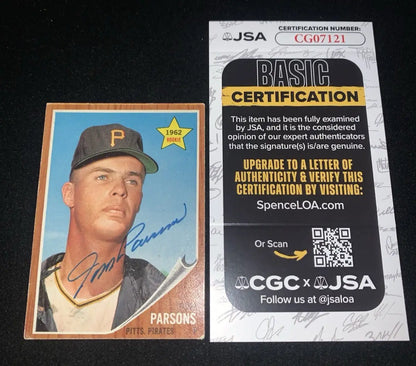 P
1962
ROOKIE
Tom Parsons
PARSONS
PITTS. PIRATES
JSA
CERTIFICATION NUMBER:
CG07121
BASIC
CERTIFICATION
This item has been fully examined
by JSA, and it is the considered
opinion of our expert authenticators
that the signature(s) is/are genuine.
UPGRADE TO A LETTER OF
AUTHENTICITY & VERIFY THIS
CERTIFICATION BY VISITING:
SpenceLOA.com
Or Scan
CGC x JSA
Follow us at @jsaloa